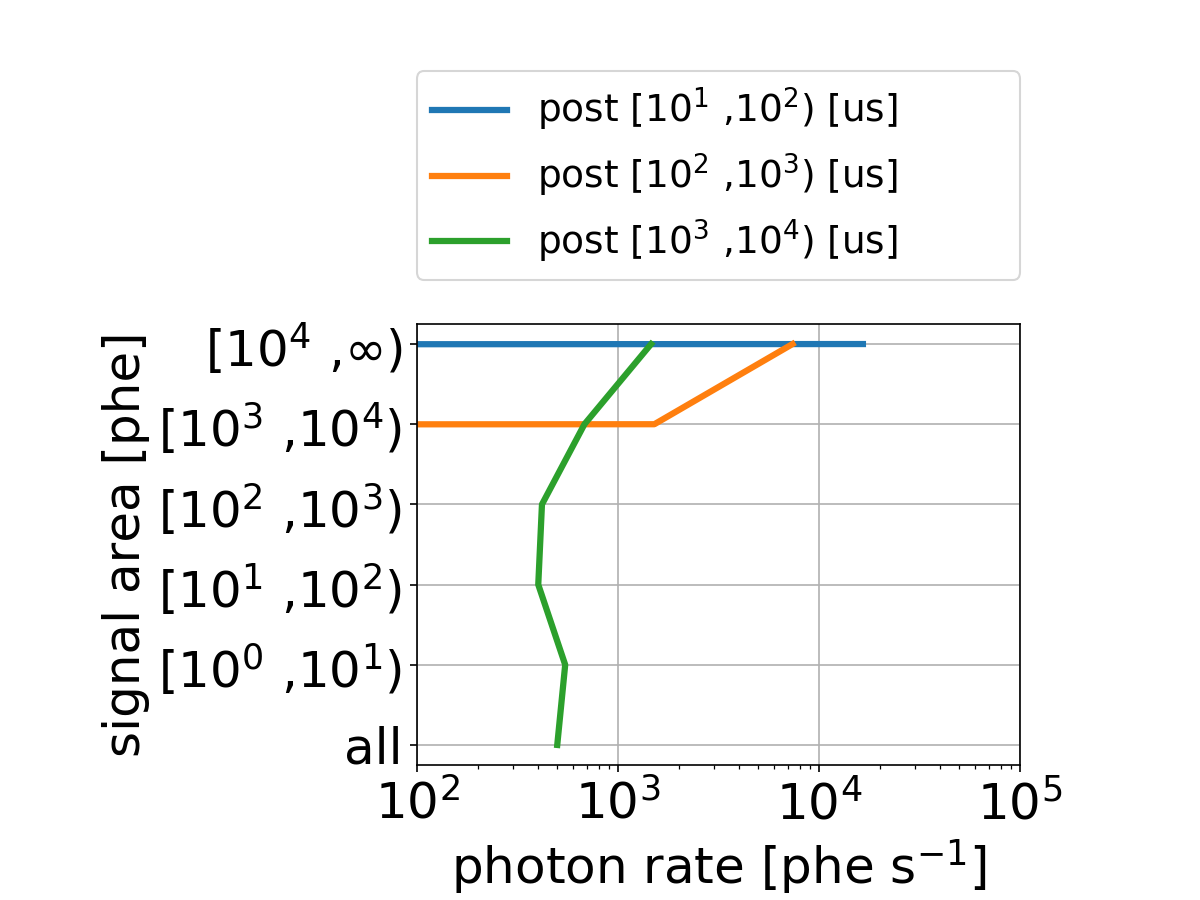 post [10¹ ,10²) [us]
post [10² ,10³) [us]
post [10³ ,10⁴) [us]
signal area [phe]
[10⁴ ,∞)
[10³ ,10⁴)
[10² ,10³)
[10¹ ,10²)
[10⁰ ,10¹)
all
10² 10³ 10⁴ 10⁵
photon rate [phe s⁻¹]